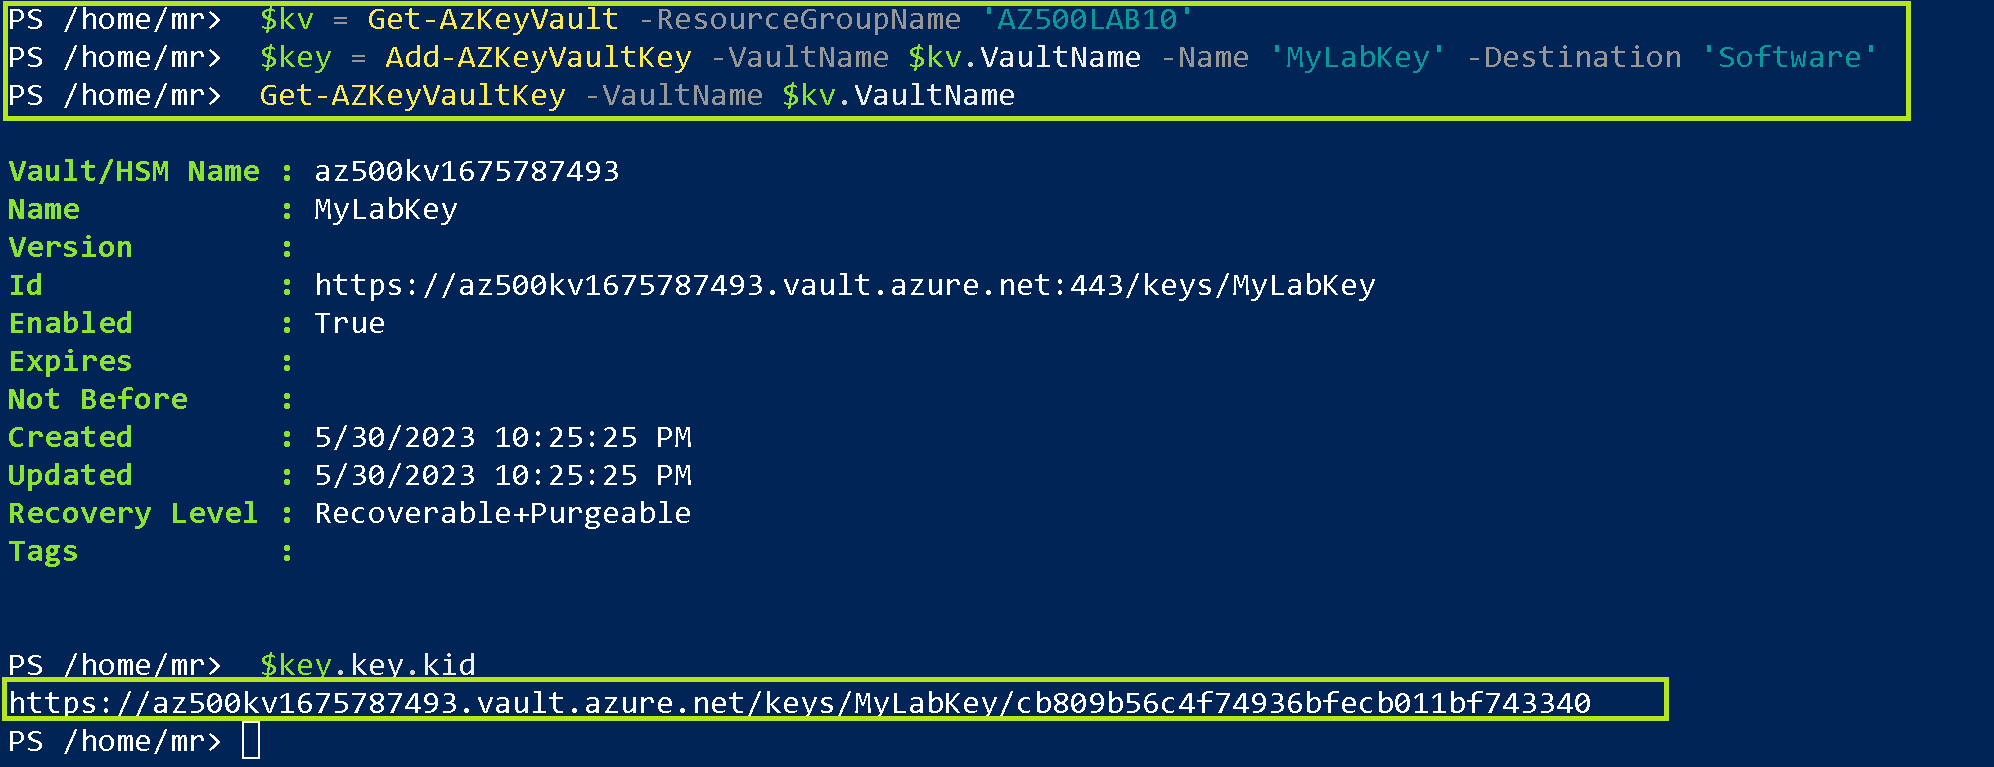 PS /home/mr>  $kv = Get-AzKeyVault -ResourceGroupName 'AZ500LAB10'
PS /home/mr>  $key = Add-AZKeyVaultKey -VaultName $kv.VaultName -Name 'MyLabKey' -Destination 'Software'
PS /home/mr>  Get-AZKeyVaultKey -VaultName $kv.VaultName
Vault/HSM Name : az500kv1675787493
Name           : MyLabKey
Version        :
Id             : https://az500kv1675787493.vault.azure.net:443/keys/MyLabKey
Enabled        : True
Expires        :
Not Before     :
Created        : 5/30/2023 10:25:25 PM
Updated        : 5/30/2023 10:25:25 PM
Recovery Level : Recoverable+Purgeable
Tags           :
PS /home/mr>  $key.key.kid
https://az500kv1675787493.vault.azure.net/keys/MyLabKey/cb809b56c4f74936bfecb011bf743340
PS /home/mr>